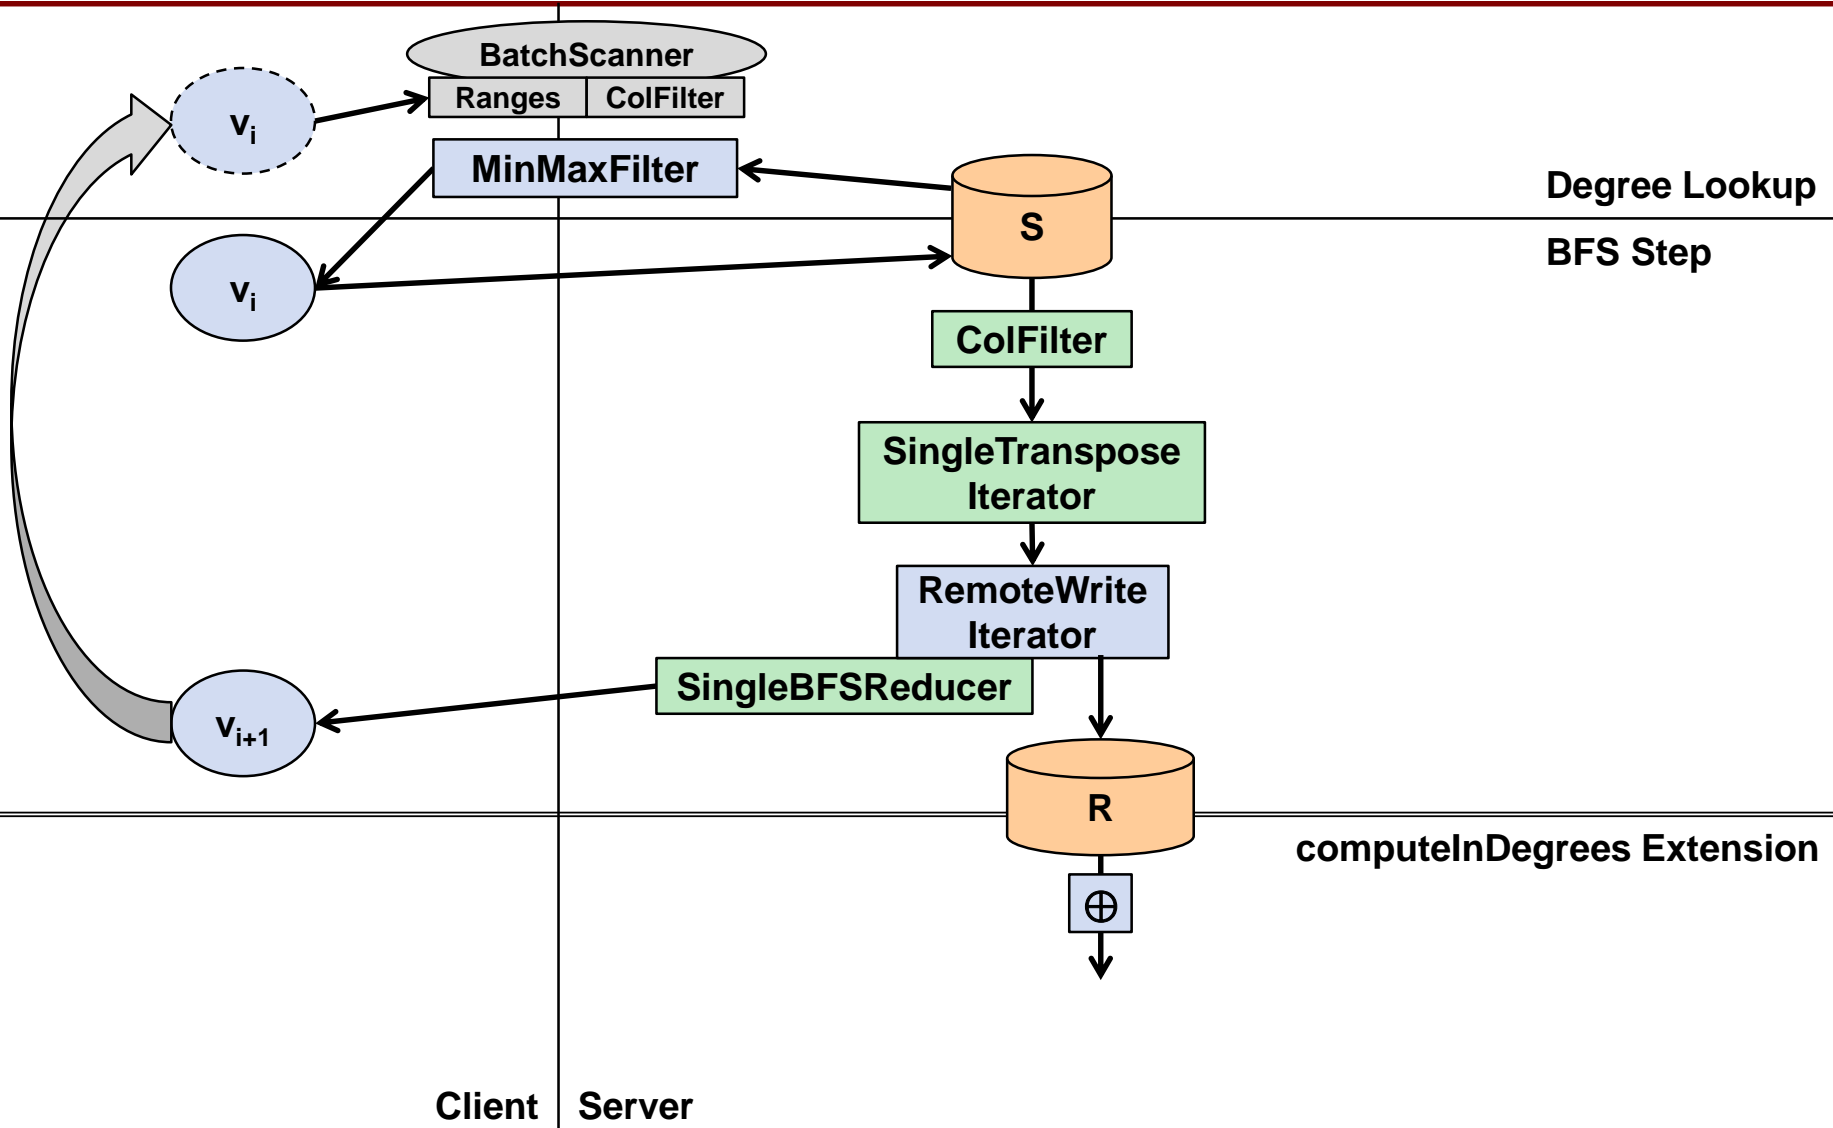 BatchScanner
Ranges ColFilter
vᵢ
MinMaxFilter
Degree Lookup
S
BFS Step
vᵢ
ColFilter
SingleTranspose
Iterator
RemoteWrite
Iterator
SingleBFSReducer
vᵢ₊₁
R
computeInDegrees Extension
⊕
Client Server